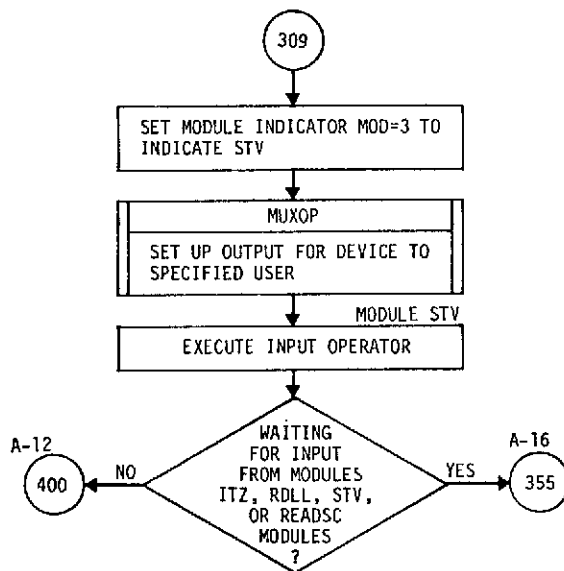 309
SET MODULE INDICATOR MOD=3 TO
INDICATE STV
MUXOP
SET UP OUTPUT FOR DEVICE TO
SPECIFIED USER
MODULE STV
EXECUTE INPUT OPERATOR
WAITING
FOR INPUT
FROM MODULES
ITZ, RDLL, STV,
OR READSC
MODULES
?
A-12
400
NO
YES
A-16
355